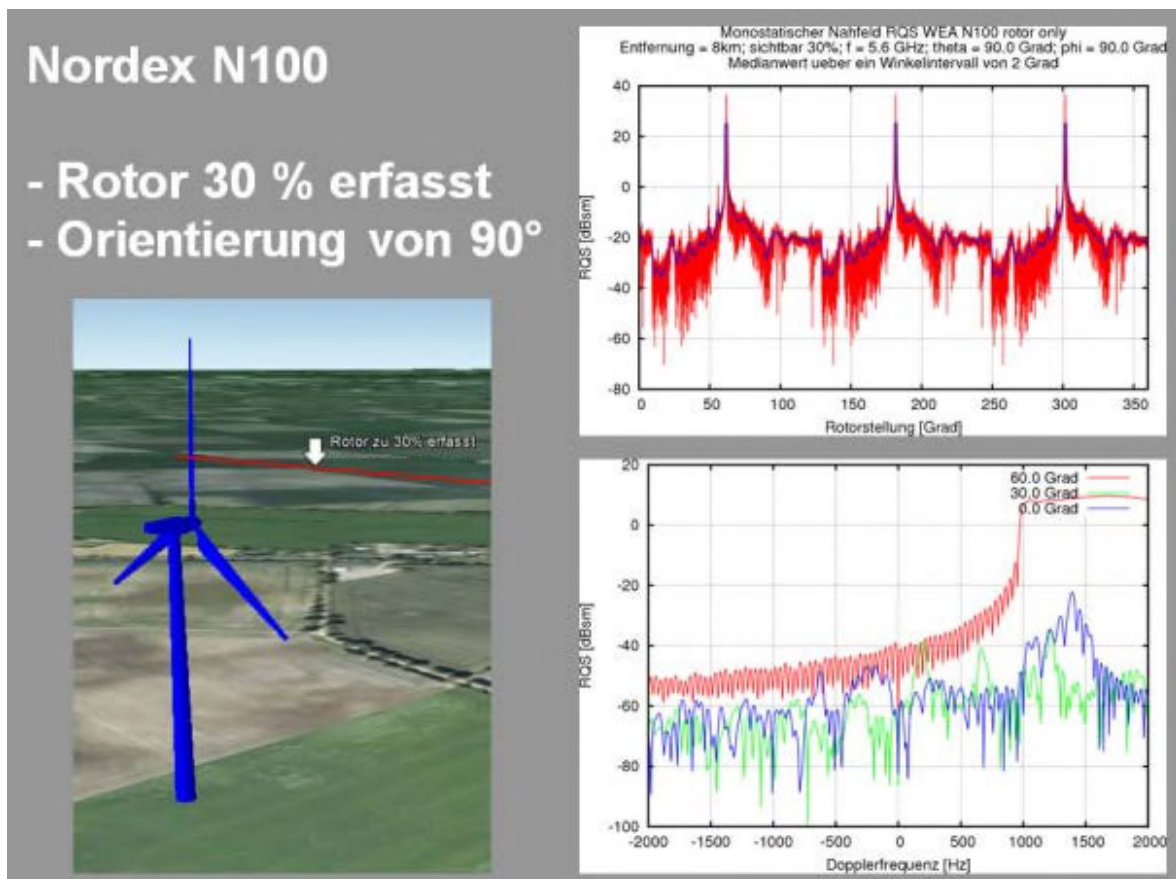 Nordex N100
- Rotor 30 % erfasst
- Orientierung von 90°
Rotor zu 30% erfasst
Monostatischer Nahfeld RQS WEA N100 rotor only
Entfernung = 8km; sichtbar 30%; f = 5.6 GHz; theta = 90.0 Grad; phi = 90.0 Grad
Medianwert ueber ein Winkelintervall von 2 Grad
40
20
0
-20
-40
-60
-80
RQS [dBsm]
0 50 100 150 200 250 300 350
Rotorstellung [Grad]
20
0
-20
-40
-60
-80
-100
RQS [dBsm]
60.0 Grad
30.0 Grad
0.0 Grad
-2000 -1500 -1000 -500 0 500 1000 1500 2000
Dopplerfrequenz [Hz]